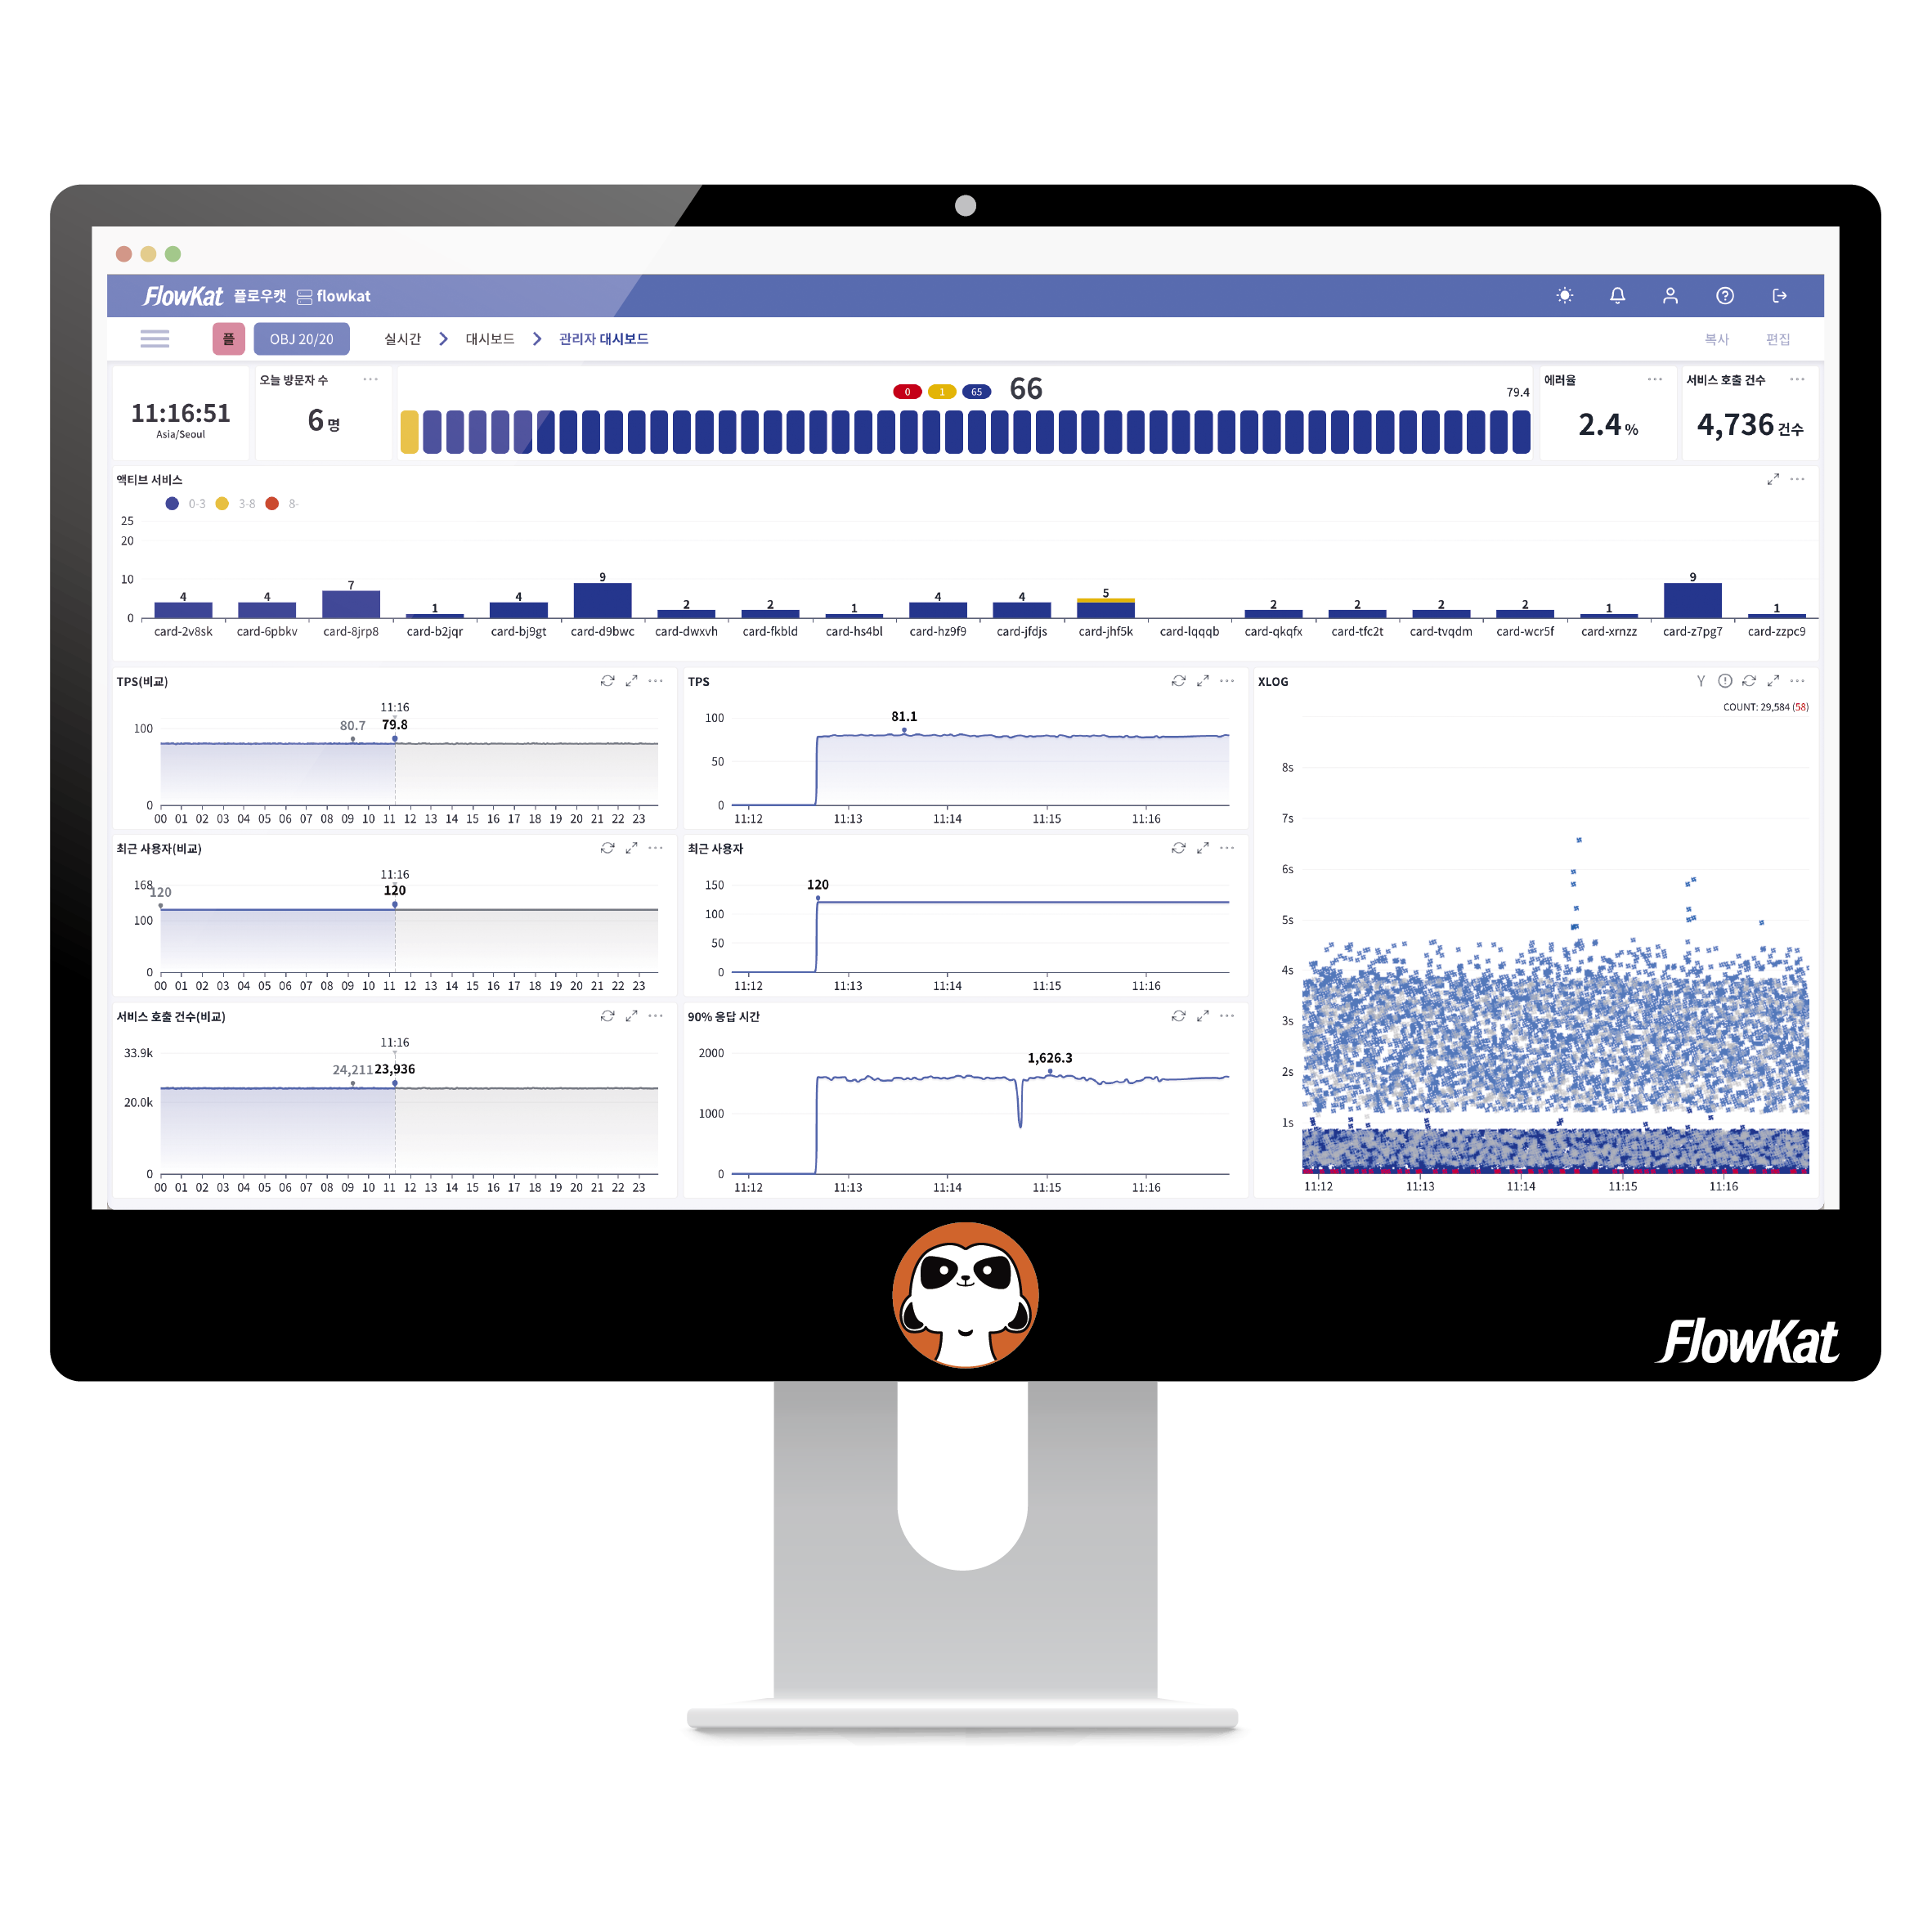 FlowKat 플로우캣 flowkat
플 OBJ 20/20 실시간 대시보드 관리자 대시보드 복사 편집
11:16:51
Asia/Seoul
오늘 방문자 수
6 명
0 1 65 66
79.4
에러율
2.4 %
서비스 호출 건수
4,736 건수
액티브 서비스
0-3 3-8 8-
25
20
10
0
4 4 7 1 4 9 2 2 1 4 4 5 2 2 2 2 1 9 1
card-2v8sk card-6pbkv card-8jrp8 card-b2jqr card-bj9gt card-d9bwc card-dwxvh card-fkbld card-hs4bl card-hz9f9 card-jfdjs card-jhf5k card-lqqqb card-qkqfx card-tfc2t card-tvqdm card-wcr5f card-xrnzz card-z7pg7 card-zzpc9
TPS(비교)
11:16
80.7 79.8
100
0
00 01 02 03 04 05 06 07 08 09 10 11 12 13 14 15 16 17 18 19 20 21 22 23
TPS
81.1
100
50
0
11:12 11:13 11:14 11:15 11:16
XLOG
Y
COUNT: 29,584 (58)
8s
7s
6s
5s
4s
3s
2s
1s
11:12 11:13 11:14 11:15 11:16
최근 사용자(비교)
11:16
168
120 120
100
0
00 01 02 03 04 05 06 07 08 09 10 11 12 13 14 15 16 17 18 19 20 21 22 23
최근 사용자
120
150
100
50
0
11:12 11:13 11:14 11:15 11:16
서비스 호출 건수(비교)
11:16
24,211 23,936
33.9k
20.0k
0
00 01 02 03 04 05 06 07 08 09 10 11 12 13 14 15 16 17 18 19 20 21 22 23
90% 응답 시간
1,626.3
2000
1000
0
11:12 11:13 11:14 11:15 11:16
FlowKat